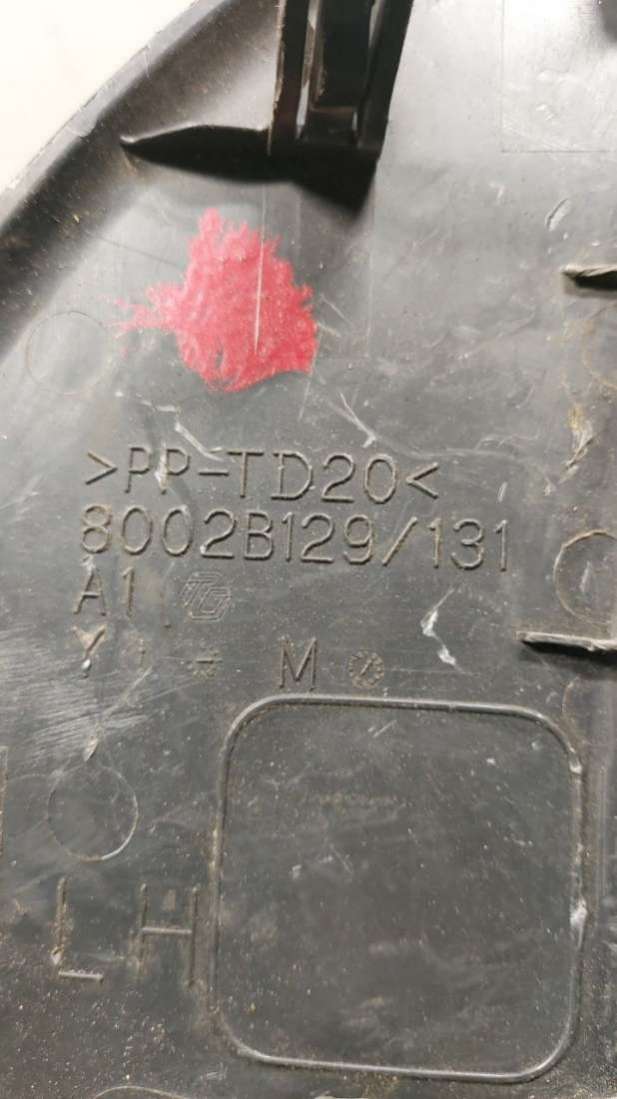 >PP-TD20<
8002B129/131
A1
Y M
LH